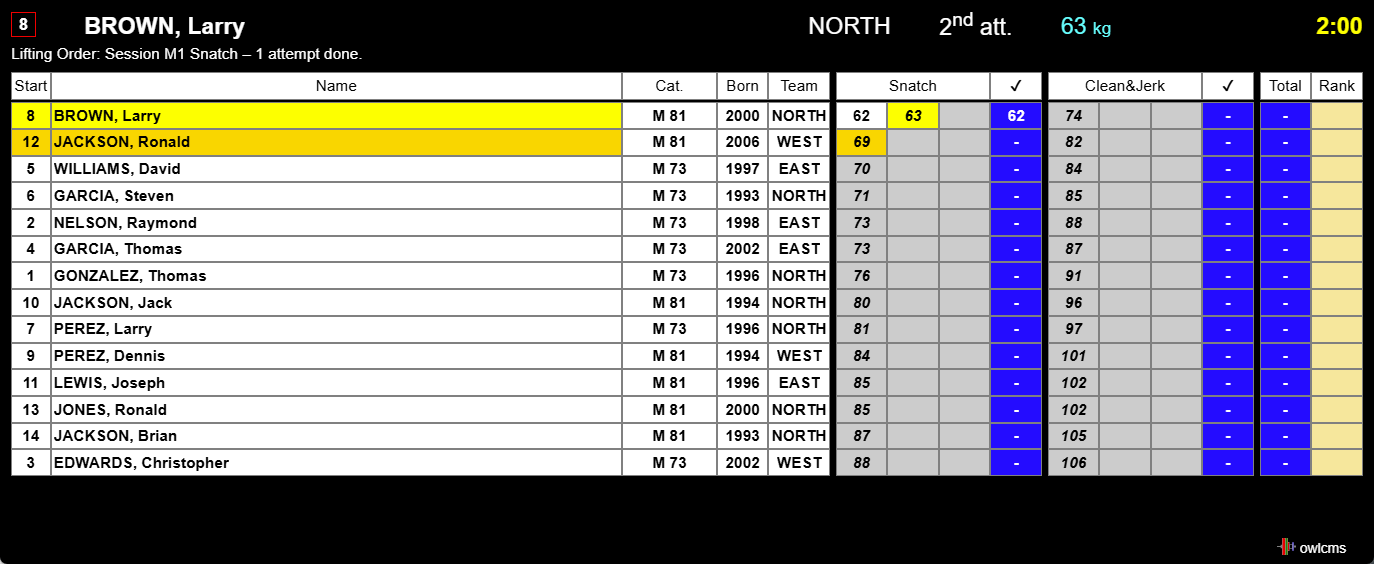 8 BROWN, Larry NORTH 2nd att. 63 kg 2:00
Lifting Order: Session M1 Snatch – 1 attempt done.
Start Name Cat. Born Team Snatch ✓ Clean&Jerk ✓ Total Rank
8 BROWN, Larry M 81 2000 NORTH 62 63 62 74 - -
12 JACKSON, Ronald M 81 2006 WEST 69 - 82 - -
5 WILLIAMS, David M 73 1997 EAST 70 - 84 - -
6 GARCIA, Steven M 73 1993 NORTH 71 - 85 - -
2 NELSON, Raymond M 73 1998 EAST 73 - 88 - -
4 GARCIA, Thomas M 73 2002 EAST 73 - 87 - -
1 GONZALEZ, Thomas M 73 1996 NORTH 76 - 91 - -
10 JACKSON, Jack M 81 1994 NORTH 80 - 96 - -
7 PEREZ, Larry M 73 1996 NORTH 81 - 97 - -
9 PEREZ, Dennis M 81 1994 WEST 84 - 101 - -
11 LEWIS, Joseph M 81 1996 EAST 85 - 102 - -
13 JONES, Ronald M 81 2000 NORTH 85 - 102 - -
14 JACKSON, Brian M 81 1993 NORTH 87 - 105 - -
3 EDWARDS, Christopher M 73 2002 WEST 88 - 106 - -
owlcms